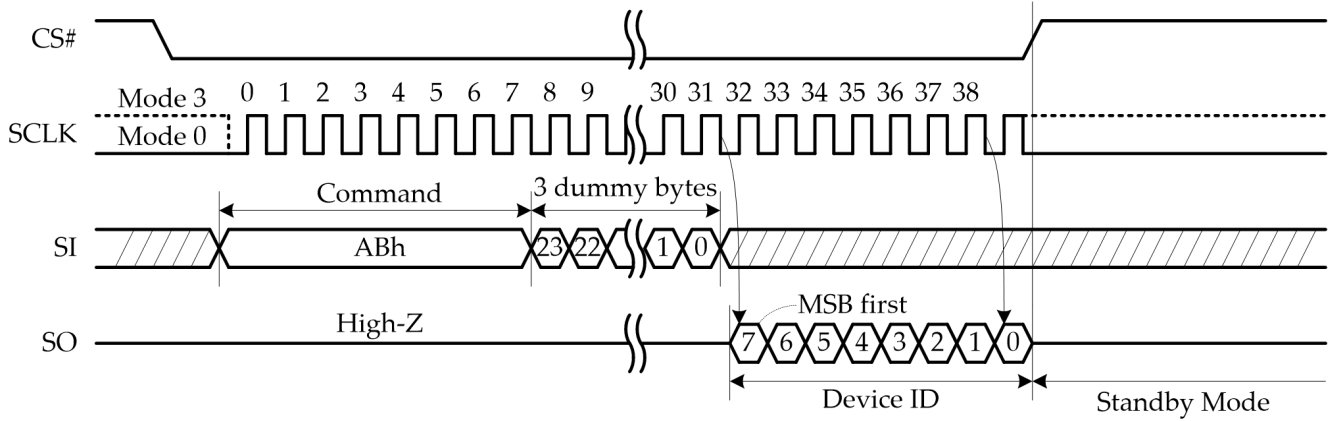 CS#
Mode 3 0 1 2 3 4 5 6 7 8 9 30 31 32 33 34 35 36 37 38
SCLK Mode 0
Command 3 dummy bytes
SI ABh 23 22 1 0
MSB first
SO High-Z 7 6 5 4 3 2 1 0
Device ID Standby Mode